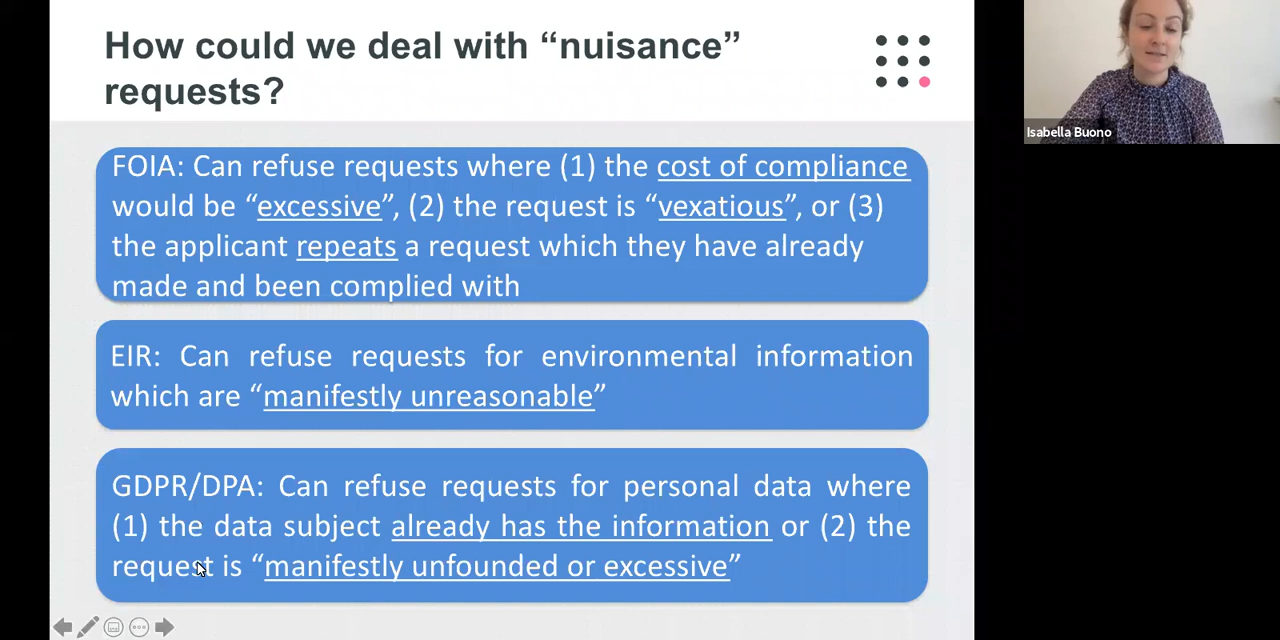 How could we deal with “nuisance”
requests?
FOIA: Can refuse requests where (1) the cost of compliance
would be “excessive”, (2) the request is “vexatious”, or (3)
the applicant repeats a request which they have already
made and been complied with
EIR: Can refuse requests for environmental information
which are “manifestly unreasonable”
GDPR/DPA: Can refuse requests for personal data where
(1) the data subject already has the information or (2) the
request is “manifestly unfounded or excessive”
Isabella Buono